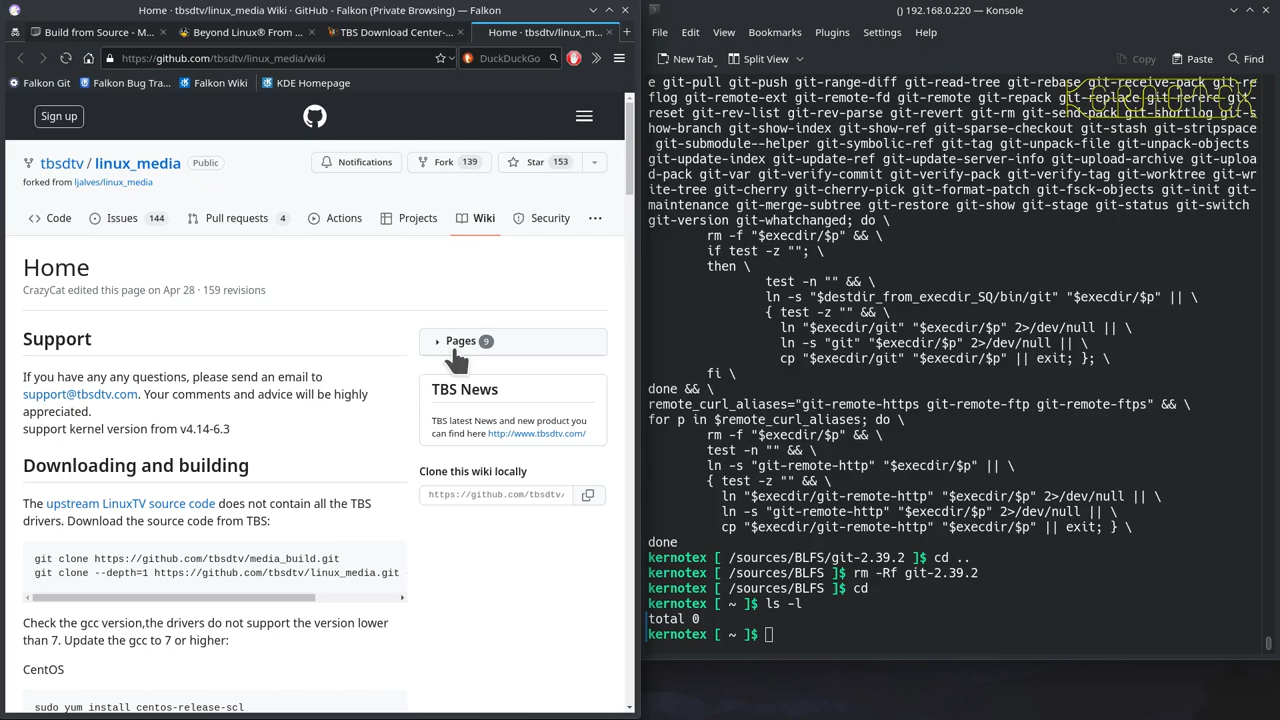 Home · tbsdtv/linux_media Wiki · GitHub - Falkon (Private Browsing) — Falkon
Build from Source - M...
Beyond Linux® From ...
TBS Download Center-...
Home · tbsdtv/linux_m...
https://github.com/tbsdtv/linux_media/wiki
DuckDuckGo
Falkon Git
Falkon Bug Tra...
Falkon Wiki
KDE Homepage
Sign up
tbsdtv / linux_media
Public
Notifications
Fork 139
Star 153
forked from ljalves/linux_media
Code
Issues 144
Pull requests 4
Actions
Projects
Wiki
Security
Home
CrazyCat edited this page on Apr 28 · 159 revisions
Support
If you have any any questions, please send an email to
support@tbsdtv.com. Your comments and advice will be highly
appreciated.
support kernel version from v4.14-6.3
Downloading and building
The upstream LinuxTV source code does not contain all the TBS
drivers. Download the source code from TBS:
git clone https://github.com/tbsdtv/media_build.git
git clone --depth=1 https://github.com/tbsdtv/linux_media.git
Check the gcc version,the drivers do not support the version lower
than 7. Update the gcc to 7 or higher:
CentOS
sudo yum install centos-release-scl
Pages 9
TBS News
TBS latest News and new product you
can find here http://www.tbsdtv.com/
Clone this wiki locally
https://github.com/tbsdtv/
() 192.168.0.220 — Konsole
File
Edit
View
Bookmarks
Plugins
Settings
Help
New Tab
Split View
Copy
Paste
Find
KERNOTEX
e git-pull git-push git-range-diff git-read-tree git-rebase git-receive-pack git-re
flog git-remote-ext git-remote-fd git-remote git-repack git-replace git-rerere git-
reset git-rev-list git-rev-parse git-revert git-rm git-send-pack git-shortlog git-s
how-branch git-show-index git-show-ref git-sparse-checkout git-stash git-stripspace
git-submodule--helper git-symbolic-ref git-tag git-unpack-file git-unpack-objects
git-update-index git-update-ref git-update-server-info git-upload-archive git-uploa
d-pack git-var git-verify-commit git-verify-pack git-verify-tag git-worktree git-wr
ite-tree git-cherry git-cherry-pick git-format-patch git-fsck-objects git-init git-
maintenance git-merge-subtree git-restore git-show git-stage git-status git-switch
git-version git-whatchanged; do \
rm -f "$execdir/$p" && \
if test -z ""; \
then \
test -n "" && \
ln -s "$destdir_from_execdir_SQ/bin/git" "$execdir/$p" || \
{ test -z "" && \
ln "$execdir/git" "$execdir/$p" 2>/dev/null || \
ln -s "git" "$execdir/$p" 2>/dev/null || \
cp "$execdir/git" "$execdir/$p" || exit; }; \
fi \
done && \
remote_curl_aliases="git-remote-https git-remote-ftp git-remote-ftps" && \
for p in $remote_curl_aliases; do \
rm -f "$execdir/$p" && \
test -n "" && \
ln -s "git-remote-http" "$execdir/$p" || \
{ test -z "" && \
ln "$execdir/git-remote-http" "$execdir/$p" 2>/dev/null || \
ln -s "git-remote-http" "$execdir/$p" 2>/dev/null || \
cp "$execdir/git-remote-http" "$execdir/$p" || exit; } \
done
kernotex [ /sources/BLFS/git-2.39.2 ]$ cd ..
kernotex [ /sources/BLFS ]$ rm -Rf git-2.39.2
kernotex [ /sources/BLFS ]$ cd
kernotex [ ~ ]$ ls -l
total 0
kernotex [ ~ ]$